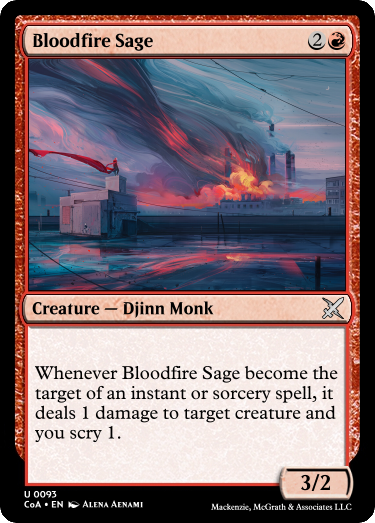 Bloodfire Sage 2
Creature — Djinn Monk
Whenever Bloodfire Sage become the
target of an instant or sorcery spell, it
deals 1 damage to target creature and
you scry 1.
3/2
U 0093
CoA • EN Alena Aenami
Mackenzie, McGrath & Associates LLC